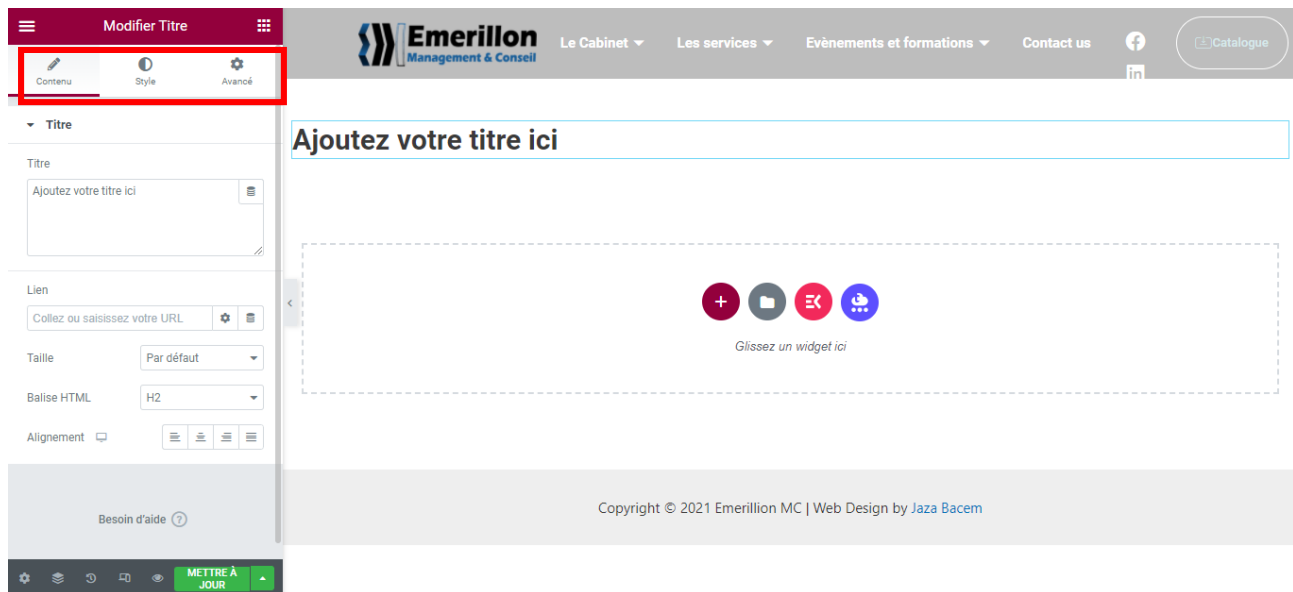 Modifier Titre
Contenu
Style
Avancé
Titre
Titre
Ajoutez votre titre ici
Lien
Collez ou saisissez votre URL
Taille
Par défaut
Balise HTML
H2
Alignement
Besoin d'aide ?
METTRE À
JOUR
Emerillon
Management & Conseil
Le Cabinet
Les services
Evènements et formations
Contact us
in
Catalogue
Ajoutez votre titre ici
Glissez un widget ici
Copyright © 2021 Emerillion MC | Web Design by Jaza Bacem